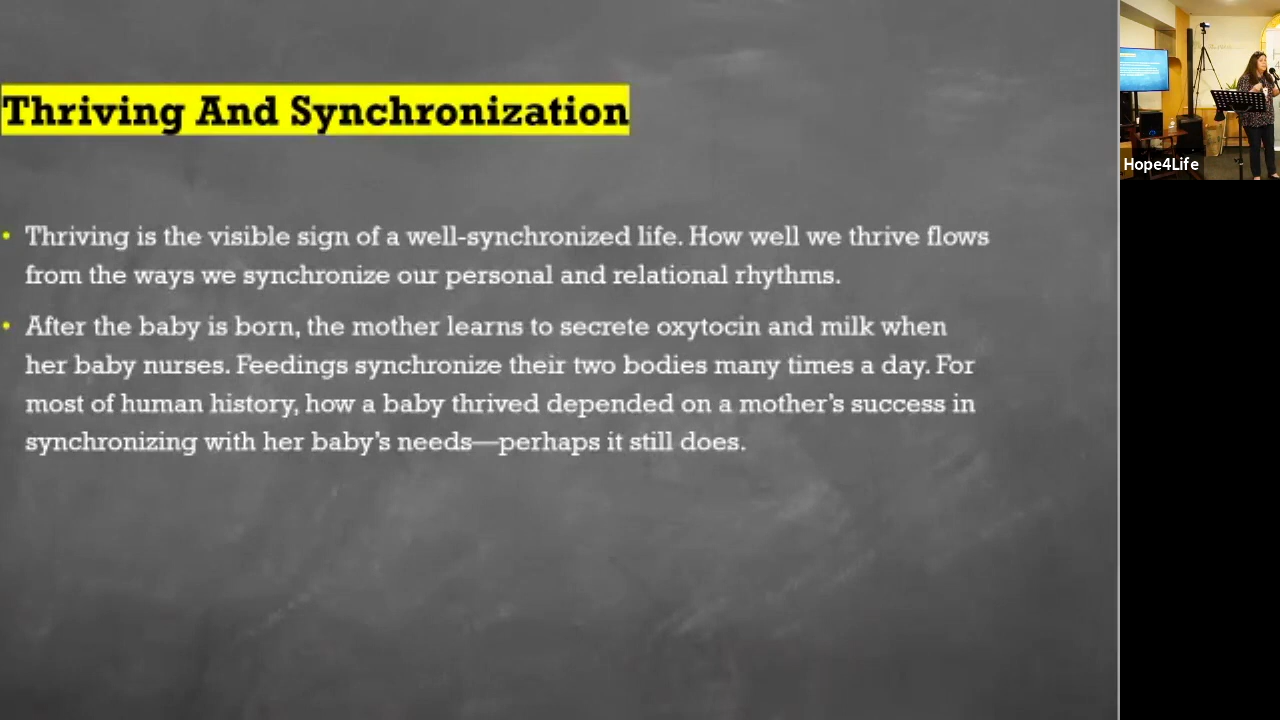 Thriving And Synchronization
Thriving is the visible sign of a well-synchronized life. How well we thrive flows
from the ways we synchronize our personal and relational rhythms.
After the baby is born, the mother learns to secrete oxytocin and milk when
her baby nurses. Feedings synchronize their two bodies many times a day. For
most of human history, how a baby thrived depended on a mother’s success in
synchronizing with her baby’s needs—perhaps it still does.
Hope4Life